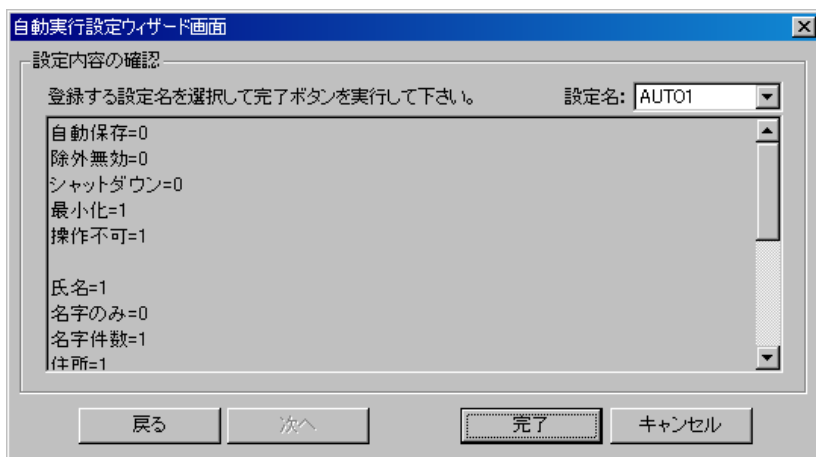 自動実行設定ウィザード画面
設定内容の確認
登録する設定名を選択して完了ボタンを実行して下さい。 設定名: AUTO1
自動保存=0
除外無効=0
シャットダウン=0
最小化=1
操作不可=1
氏名=1
名字のみ=0
名字件数=1
住所=1
戻る 次へ 完了 キャンセル